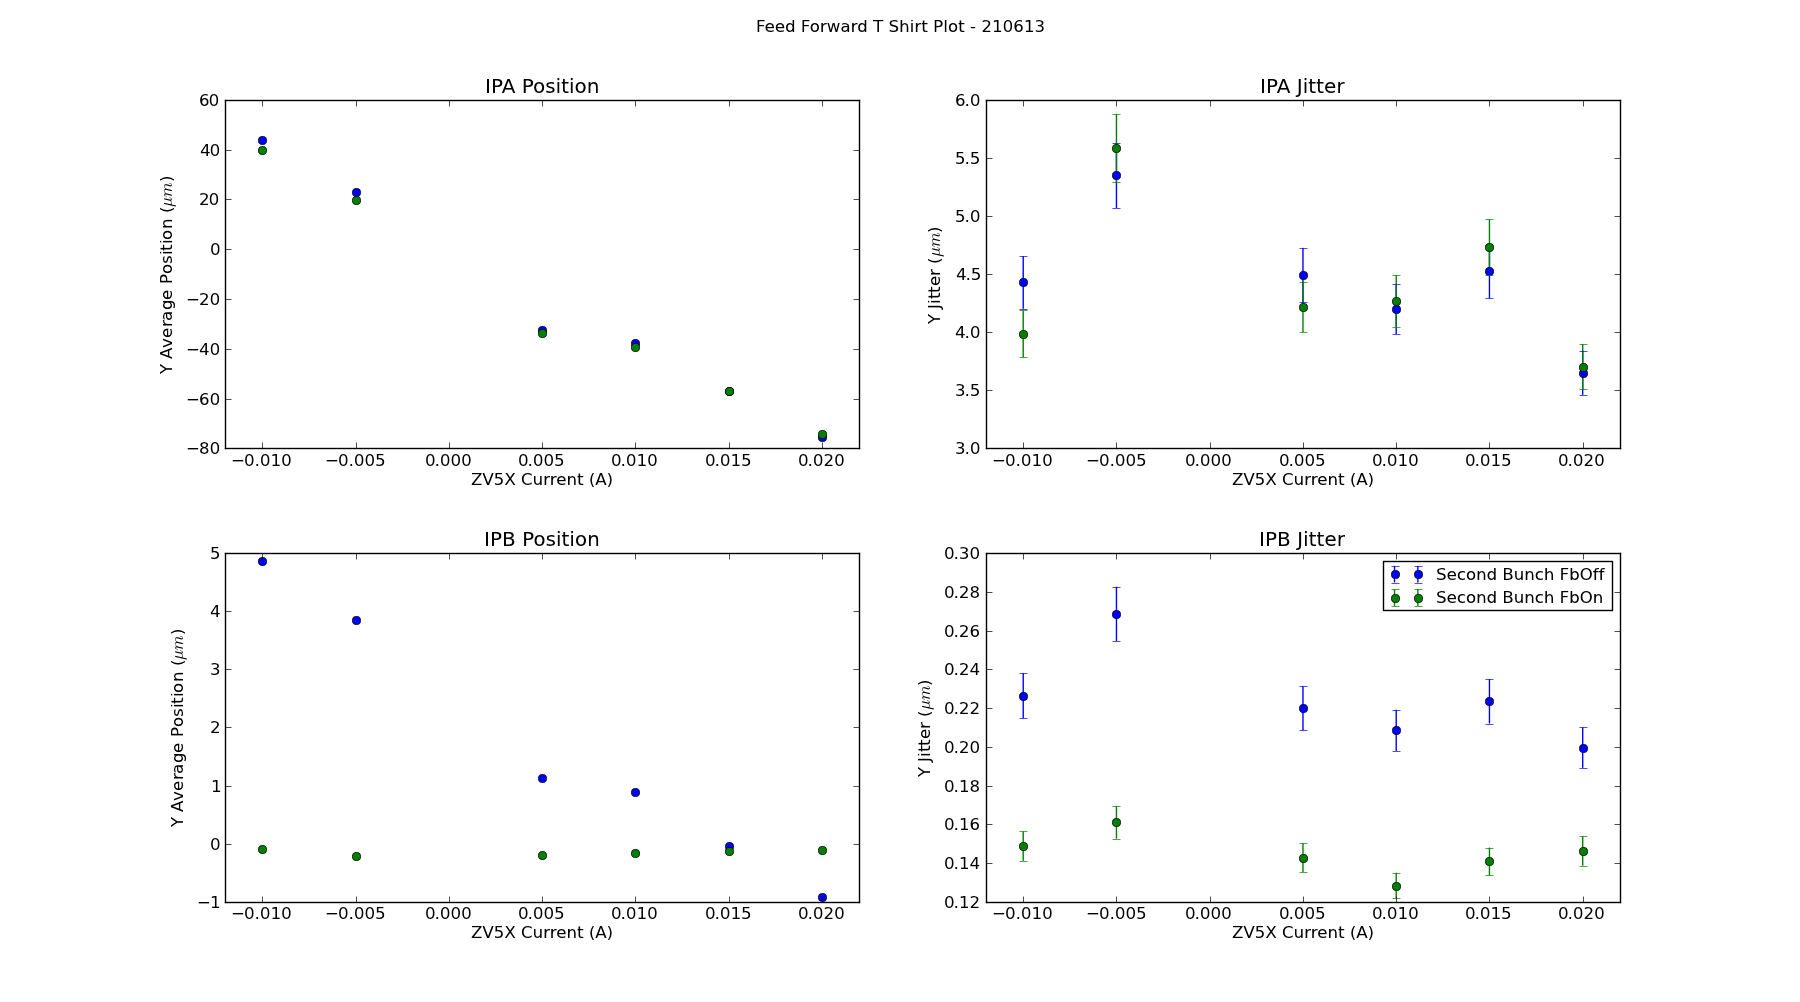 Feed Forward T Shirt Plot - 210613
IPA Position
60
40
20
0
−20
−40
−60
−80
Y Average Position (μm)
−0.010 −0.005 0.000 0.005 0.010 0.015 0.020
ZV5X Current (A)
IPA Jitter
6.0
5.5
5.0
4.5
4.0
3.5
3.0
Y Jitter (μm)
−0.010 −0.005 0.000 0.005 0.010 0.015 0.020
ZV5X Current (A)
IPB Position
5
4
3
2
1
0
−1
Y Average Position (μm)
−0.010 −0.005 0.000 0.005 0.010 0.015 0.020
ZV5X Current (A)
IPB Jitter
0.30
0.28
0.26
0.24
0.22
0.20
0.18
0.16
0.14
0.12
Y Jitter (μm)
Second Bunch FbOff
Second Bunch FbOn
−0.010 −0.005 0.000 0.005 0.010 0.015 0.020
ZV5X Current (A)